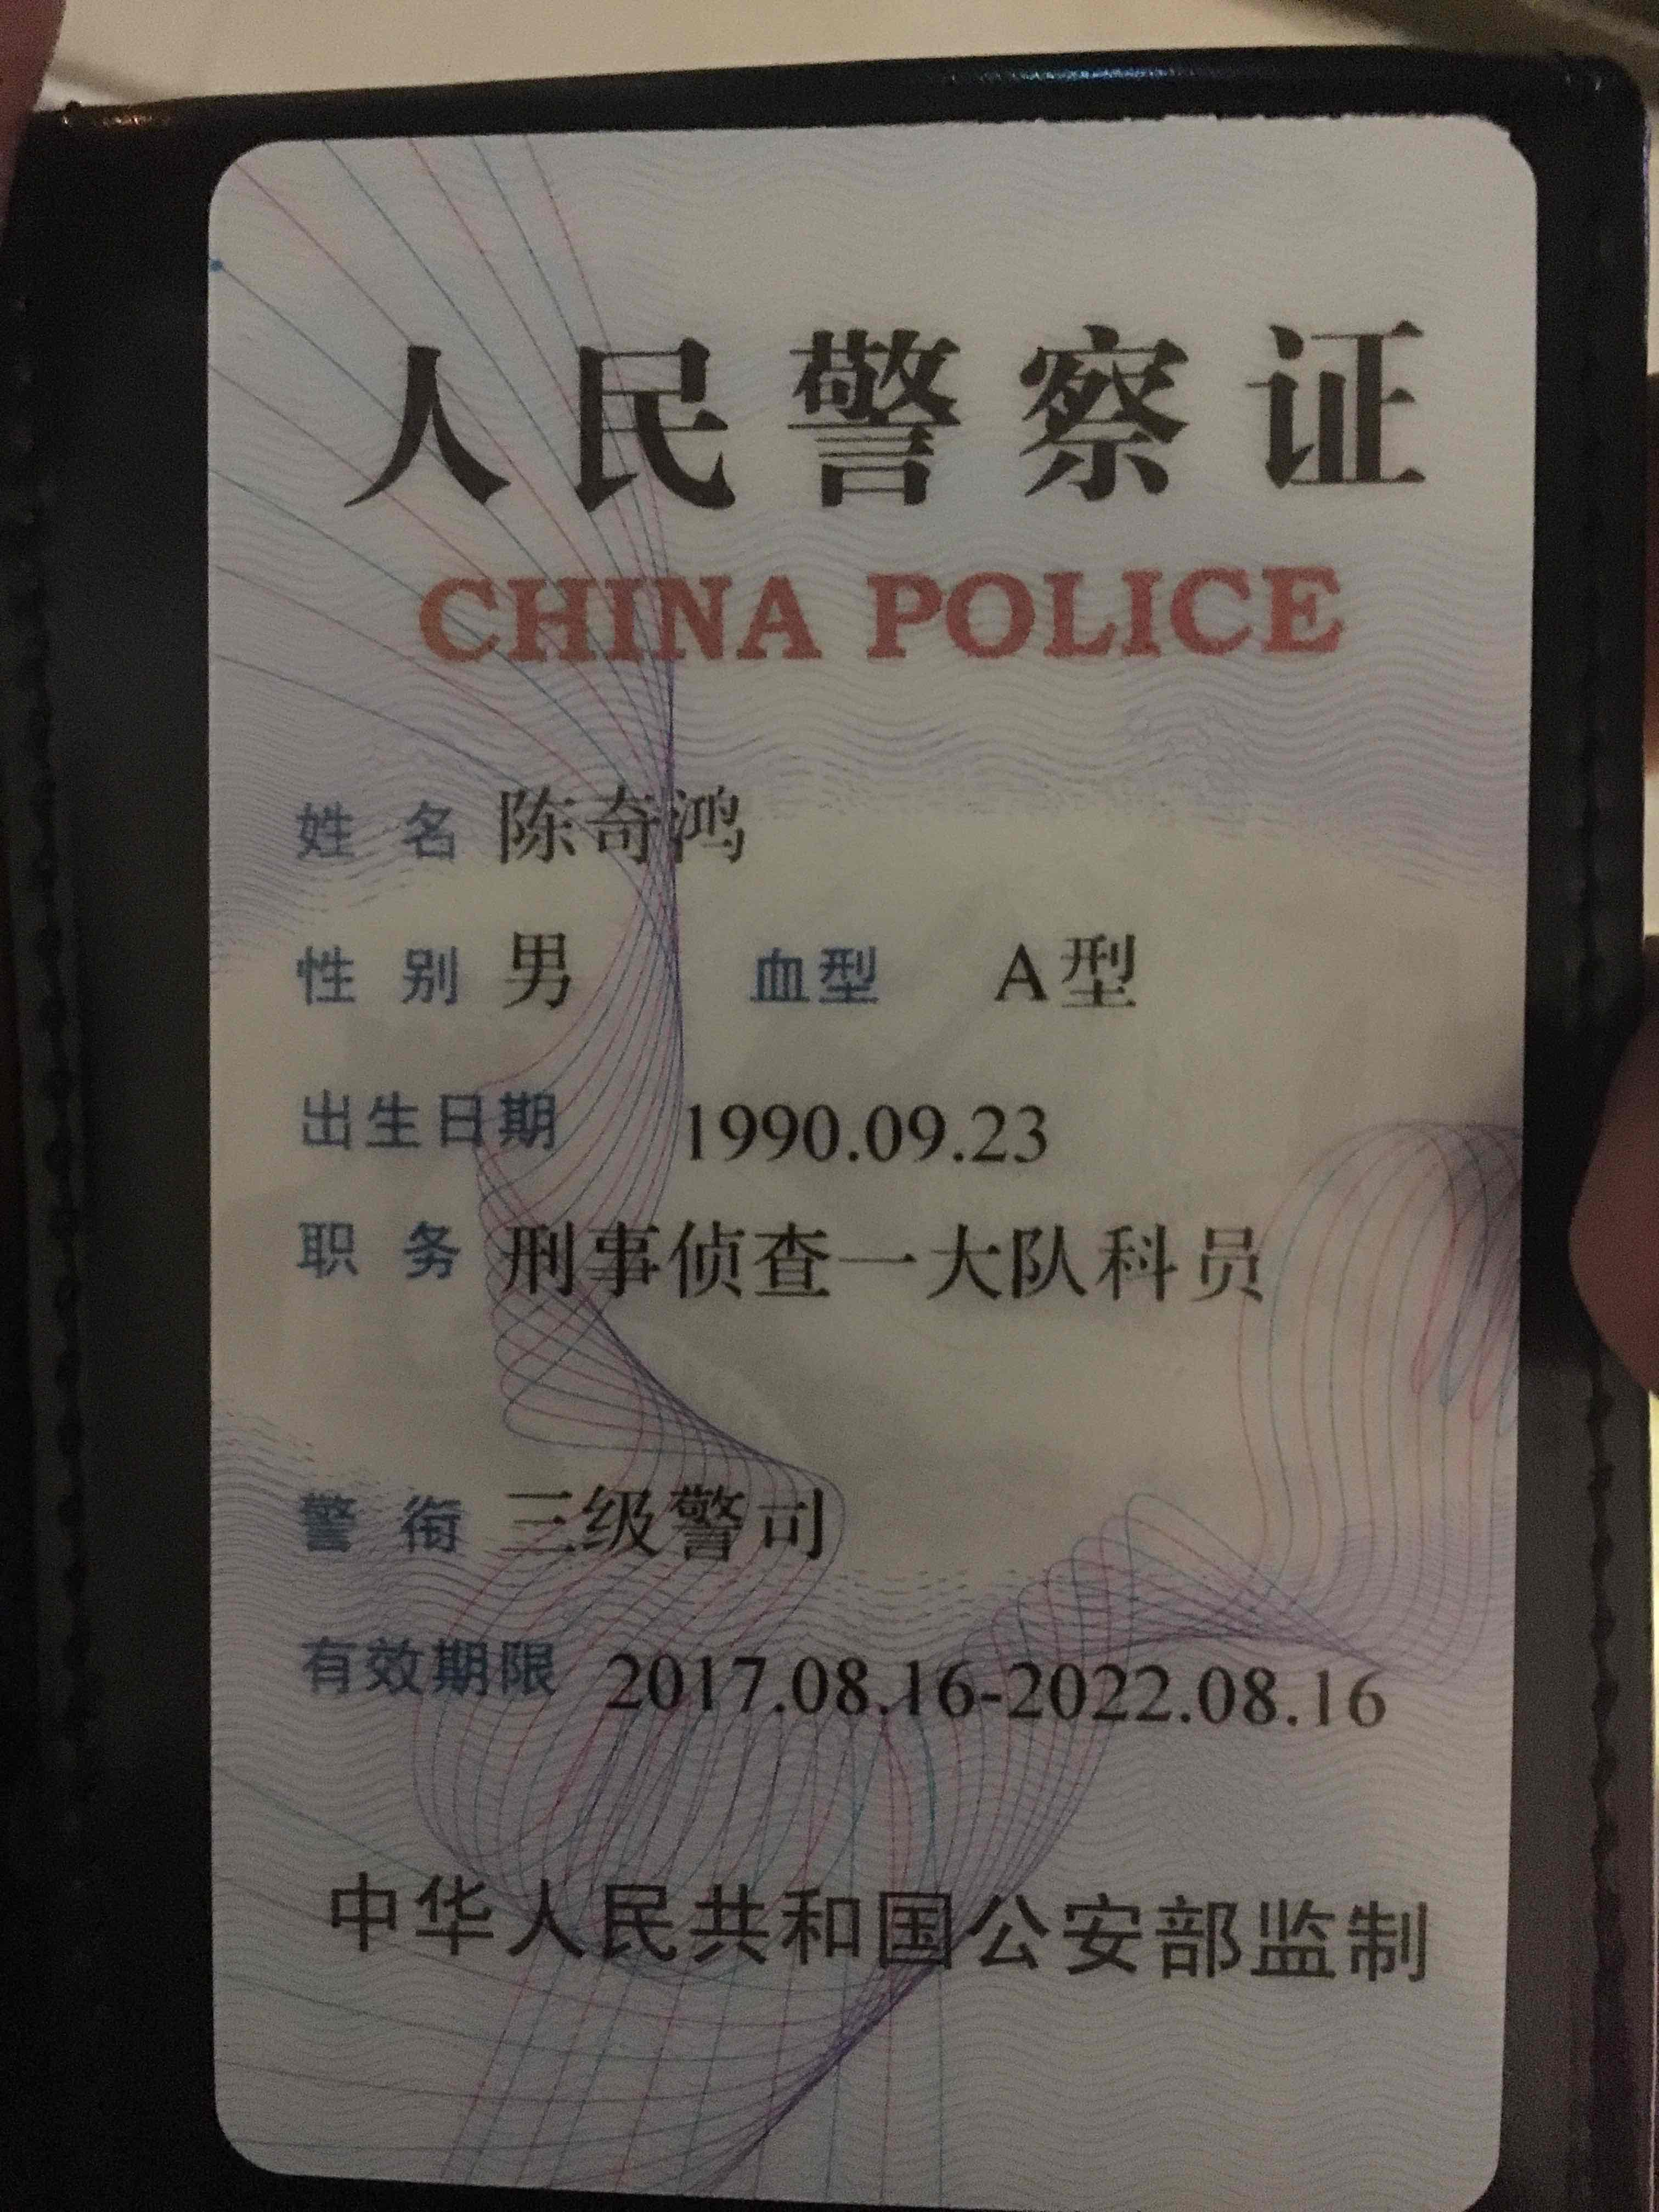 人民警察证
CHINA POLICE
姓名 陈奇鸿
性别 男 血型 A型
出生日期 1990.09.23
职务 刑事侦查一大队科员
警衔 三级警司
有效期限 2017.08.16-2022.08.16
中华人民共和国公安部监制